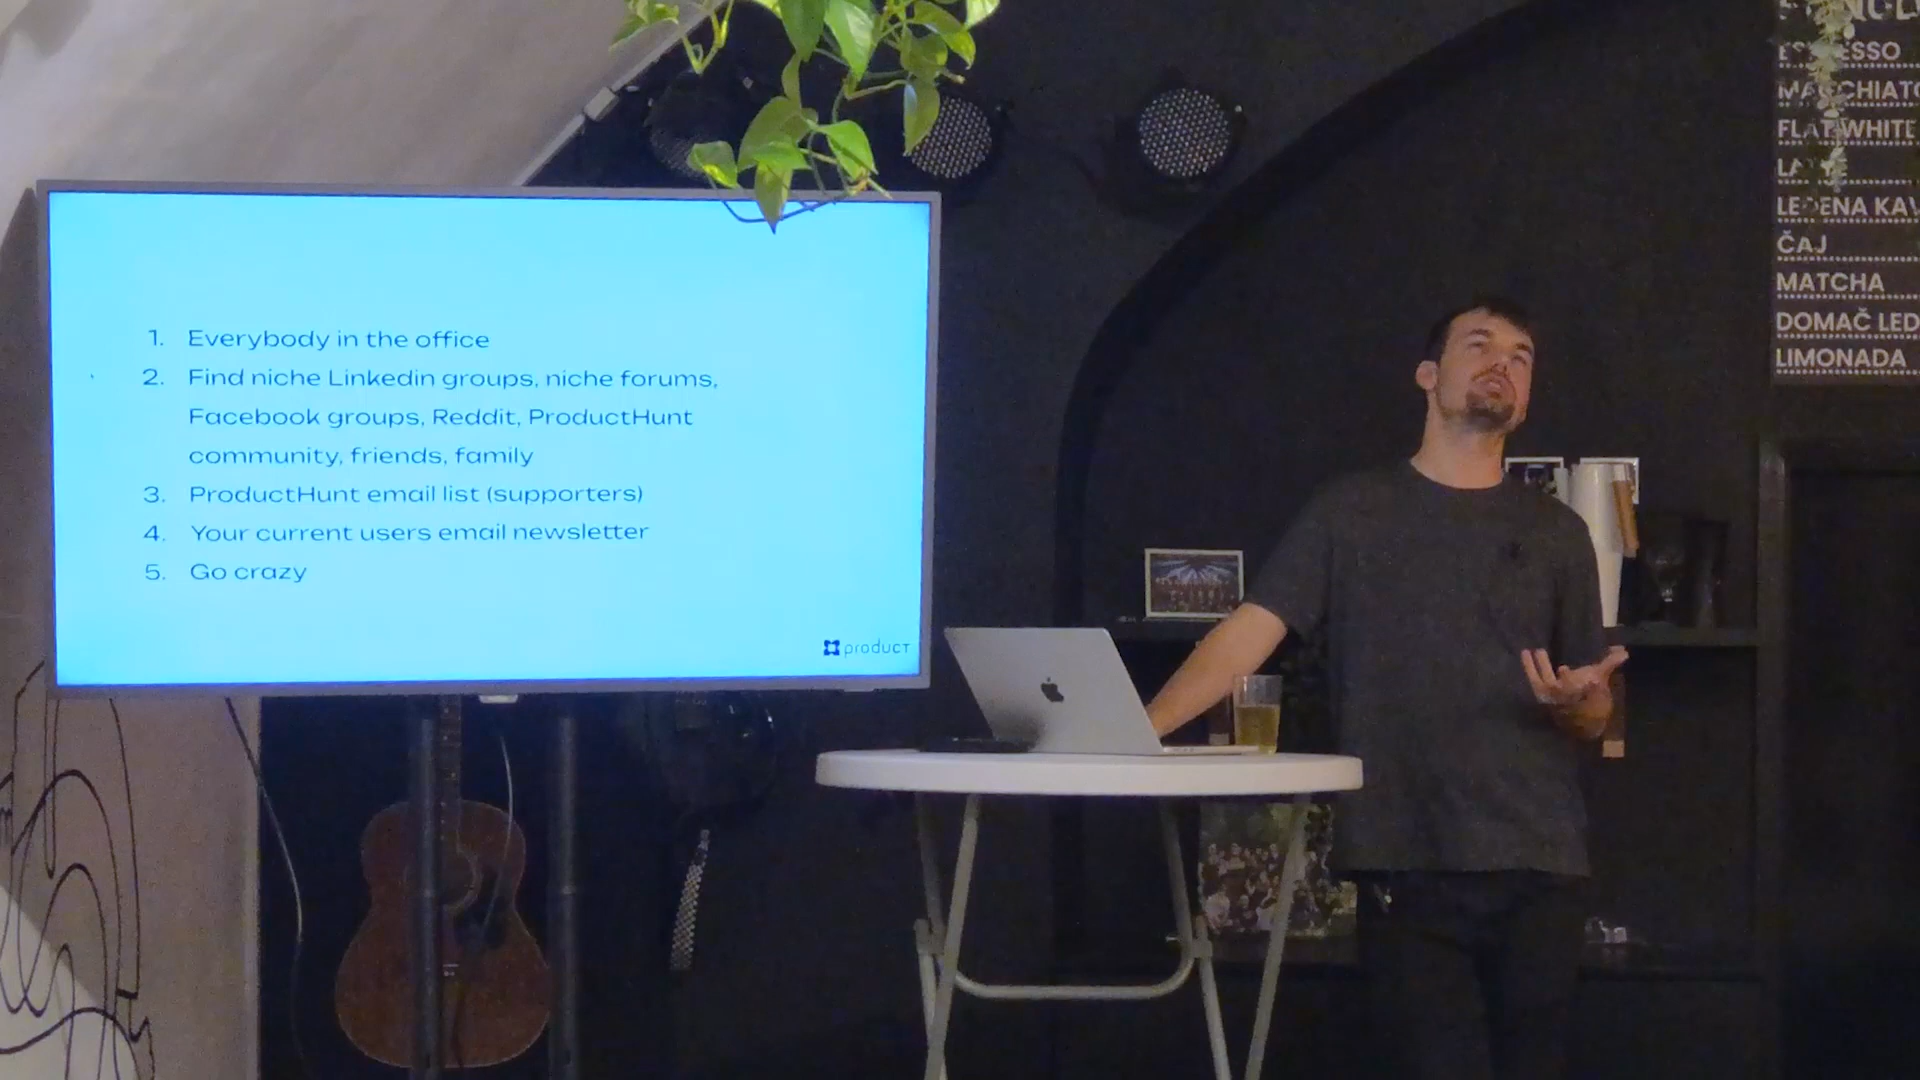 1. Everybody in the office
2. Find niche Linkedin groups, niche forums,
Facebook groups, Reddit, ProductHunt
community, friends, family
3. ProductHunt email list (supporters)
4. Your current users email newsletter
5. Go crazy
product
MACCHIATO
FLAT WHITE
LEDENA
ČAJ
MATCHA
DOMAČ
LIMONADA